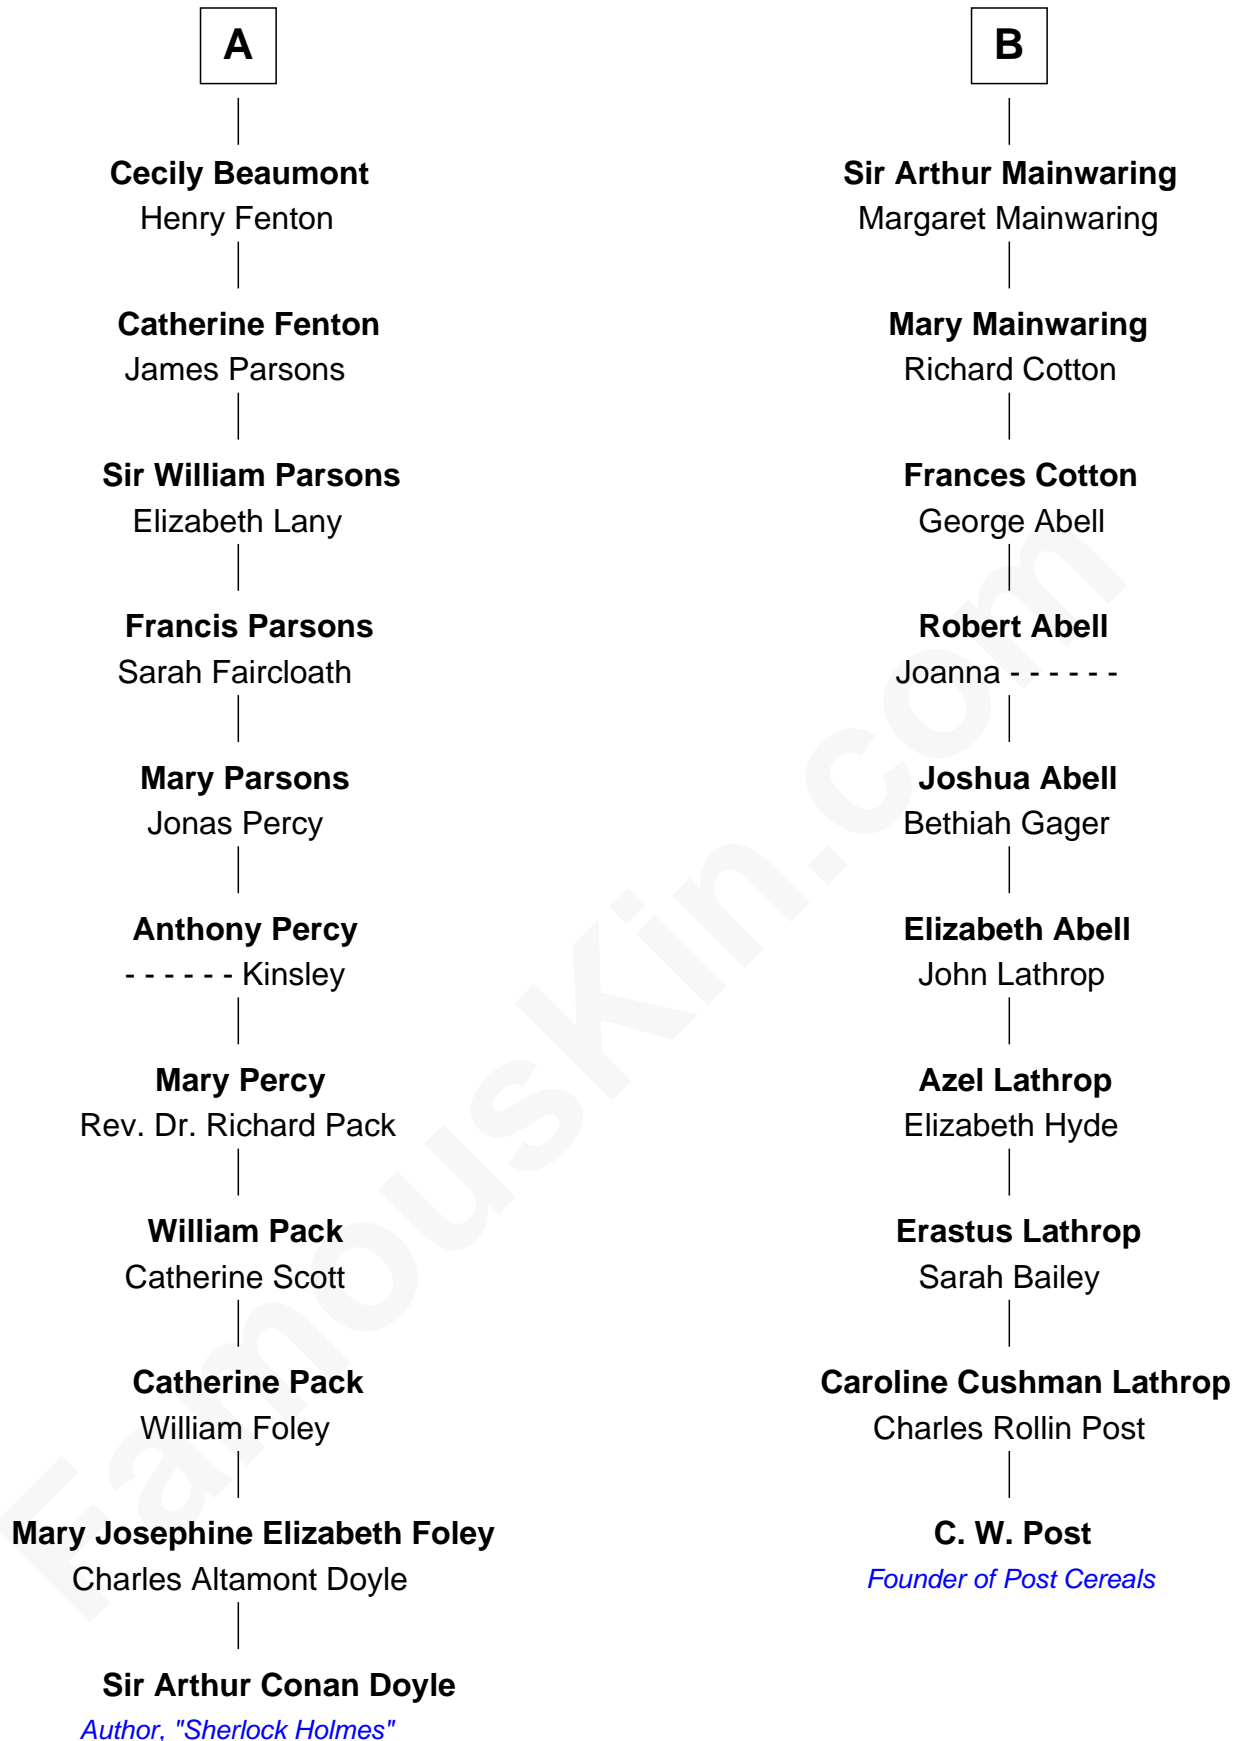 A
Cecily Beaumont
Henry Fenton
Catherine Fenton
James Parsons
Sir William Parsons
Elizabeth Lany
Francis Parsons
Sarah Faircloath
Mary Parsons
Jonas Percy
Anthony Percy
- - - - - - Kinsley
Mary Percy
Rev. Dr. Richard Pack
William Pack
Catherine Scott
Catherine Pack
William Foley
Mary Josephine Elizabeth Foley
Charles Altamont Doyle
Sir Arthur Conan Doyle
Author, "Sherlock Holmes"
B
Sir Arthur Mainwaring
Margaret Mainwaring
Mary Mainwaring
Richard Cotton
Frances Cotton
George Abell
Robert Abell
Joanna - - - - - -
Joshua Abell
Bethiah Gager
Elizabeth Abell
John Lathrop
Azel Lathrop
Elizabeth Hyde
Erastus Lathrop
Sarah Bailey
Caroline Cushman Lathrop
Charles Rollin Post
C. W. Post
Founder of Post Cereals
FamousKin.com